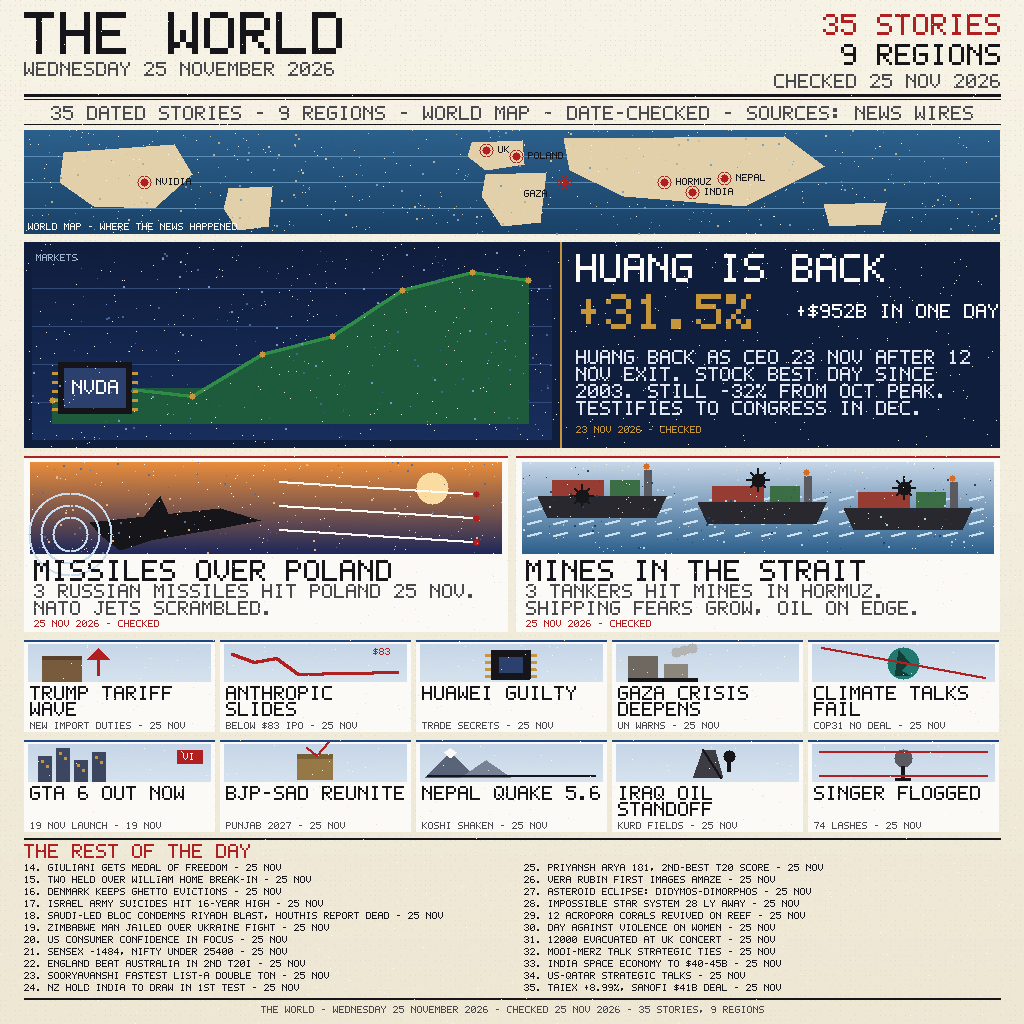 THE WORLD
WEDNESDAY 25 NOVEMBER 2026
35 STORIES
9 REGIONS
CHECKED 25 NOV 2026
35 DATED STORIES - 9 REGIONS - WORLD MAP - DATE-CHECKED - SOURCES: NEWS WIRES
UK
POLAND
NVIDIA
HORMUZ
NEPAL
INDIA
GAZA
WORLD MAP - WHERE THE NEWS HAPPENED
MARKETS
NVDA
HUANG IS BACK
+31.5%
+$952B IN ONE DAY
HUANG BACK AS CEO 23 NOV AFTER 12
NOV EXIT. STOCK BEST DAY SINCE
2003. STILL -32% FROM OCT PEAK.
TESTIFIES TO CONGRESS IN DEC.
23 NOV 2026 - CHECKED
MISSILES OVER POLAND
3 RUSSIAN MISSILES HIT POLAND 25 NOV.
NATO JETS SCRAMBLED.
25 NOV 2026 - CHECKED
MINES IN THE STRAIT
3 TANKERS HIT MINES IN HORMUZ.
SHIPPING FEARS GROW, OIL ON EDGE.
25 NOV 2026 - CHECKED
TRUMP TARIFF
WAVE
NEW IMPORT DUTIES - 25 NOV
$83
ANTHROPIC
SLIDES
BELOW $83 IPO - 25 NOV
HUAWEI GUILTY
TRADE SECRETS - 25 NOV
GAZA CRISIS
DEEPENS
UN WARNS - 25 NOV
CLIMATE TALKS
FAIL
COP31 NO DEAL - 25 NOV
VI
GTA 6 OUT NOW
19 NOV LAUNCH - 19 NOV
BJP-SAD REUNITE
PUNJAB 2027 - 25 NOV
NEPAL QUAKE 5.6
KOSHI SHAKEN - 25 NOV
IRAQ OIL
STANDOFF
KURD FIELDS - 25 NOV
SINGER FLOGGED
74 LASHES - 25 NOV
THE REST OF THE DAY
14. GIULIANI GETS MEDAL OF FREEDOM - 25 NOV
15. TWO HELD OVER WILLIAM HOME BREAK-IN - 25 NOV
16. DENMARK KEEPS GHETTO EVICTIONS - 25 NOV
17. ISRAEL ARMY SUICIDES HIT 16-YEAR HIGH - 25 NOV
18. SAUDI-LED BLOC CONDEMNS RIYADH BLAST, HOUTHIS REPORT DEAD - 25 NOV
19. ZIMBABWE MAN JAILED OVER UKRAINE FIGHT - 25 NOV
20. US CONSUMER CONFIDENCE IN FOCUS - 25 NOV
21. SENSEX -1484, NIFTY UNDER 25400 - 25 NOV
22. ENGLAND BEAT AUSTRALIA IN 2ND T20I - 25 NOV
23. SOORYAVANSHI FASTEST LIST-A DOUBLE TON - 25 NOV
24. NZ HOLD INDIA TO DRAW IN 1ST TEST - 25 NOV
25. PRIYANSH ARYA 181, 2ND-BEST T20 SCORE - 25 NOV
26. VERA RUBIN FIRST IMAGES AMAZE - 25 NOV
27. ASTEROID ECLIPSE: DIDYMOS-DIMORPHOS - 25 NOV
28. IMPOSSIBLE STAR SYSTEM 28 LY AWAY - 25 NOV
29. 12 ACROPORA CORALS REVIVED ON REEF - 25 NOV
30. DAY AGAINST VIOLENCE ON WOMEN - 25 NOV
31. 12000 EVACUATED AT UK CONCERT - 25 NOV
32. MODI-MERZ TALK STRATEGIC TIES - 25 NOV
33. INDIA SPACE ECONOMY TO $40-45B - 25 NOV
34. US-QATAR STRATEGIC TALKS - 25 NOV
35. TAIEX +8.99%, SANOFI $41B DEAL - 25 NOV
THE WORLD - WEDNESDAY 25 NOVEMBER 2026 - CHECKED 25 NOV 2026 - 35 STORIES, 9 REGIONS